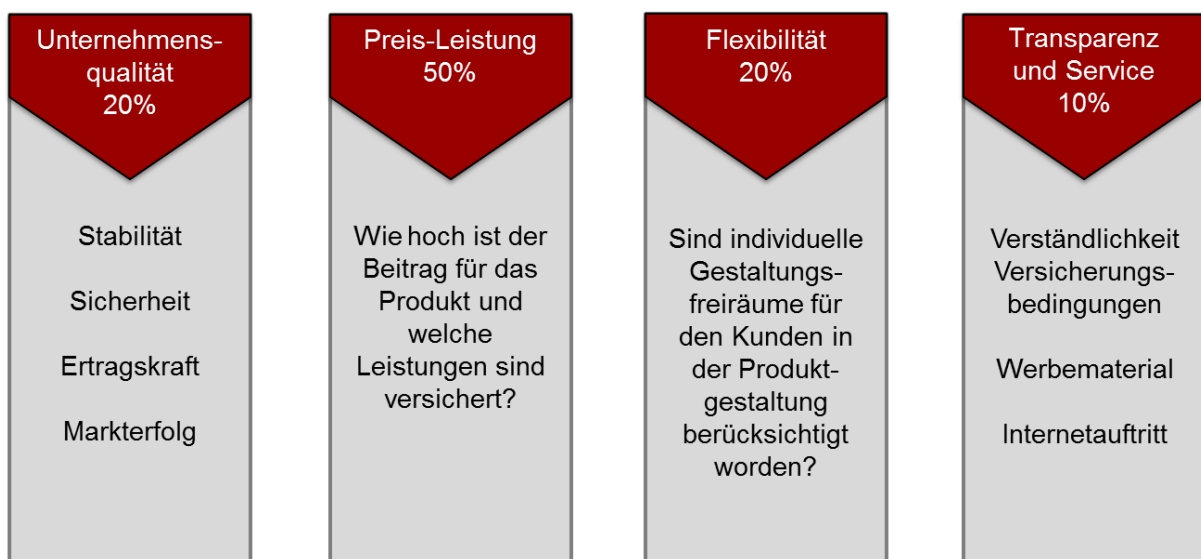 Unternehmens-
qualität
20%
Stabilität
Sicherheit
Ertragskraft
Markterfolg
Preis-Leistung
50%
Wie hoch ist der
Beitrag für das
Produkt und
welche
Leistungen sind
versichert?
Flexibilität
20%
Sind individuelle
Gestaltungs-
freiräume für
den Kunden in
der Produkt-
gestaltung
berücksichtigt
worden?
Transparenz
und Service
10%
Verständlichkeit
Versicherungs-
bedingungen
Werbematerial
Internetauftritt